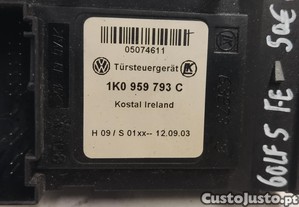 05074611
Türsteuergerät
1K0 959 793 C
Kostal Ireland
H 09 / S 01xx-- 12.09.03
GOLF 5
CustoJusto.pt